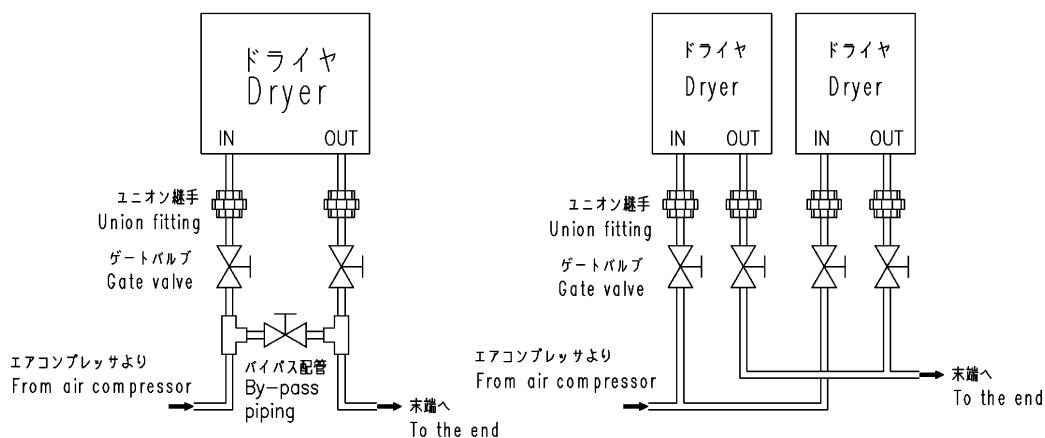 ドライヤ
Dryer
IN
OUT
ユニオン継手
Union fitting
ゲートバルブ
Gate valve
エアコンプレッサより
From air compressor
バイパス配管
By-pass
piping
末端へ
To the end
ドライヤ
Dryer
ドライヤ
Dryer
IN
OUT
IN
OUT
ユニオン継手
Union fitting
ゲートバルブ
Gate valve
エアコンプレッサより
From air compressor
末端へ
To the end